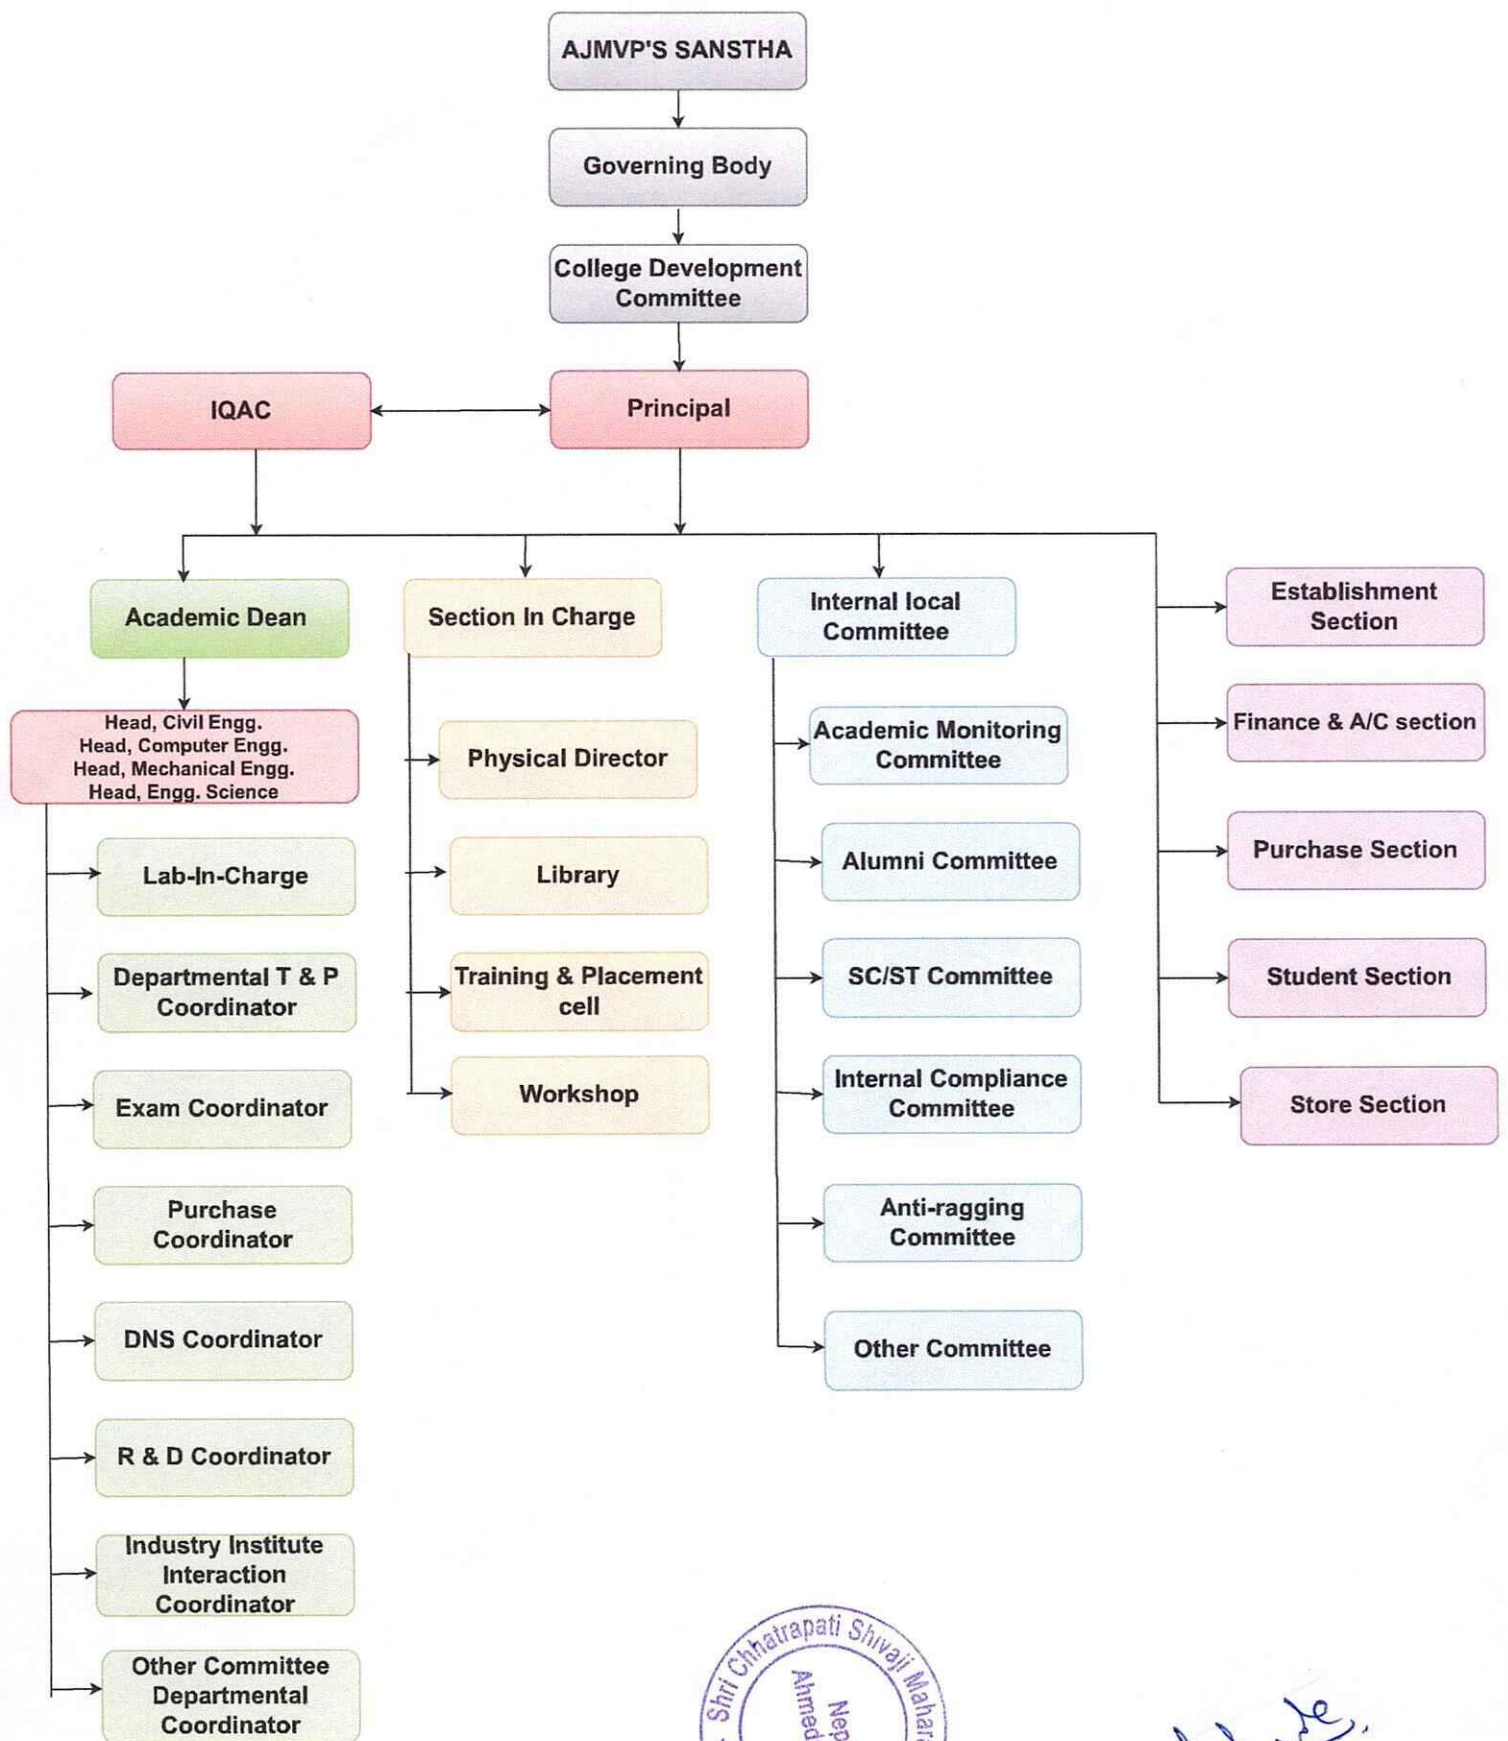 AJMVP'S SANSTHA
Governing Body
College Development
Committee
IQAC
Principal
Academic Dean
Head, Civil Engg.
Head, Computer Engg.
Head, Mechanical Engg.
Head, Engg. Science
Lab-In-Charge
Departmental T & P
Coordinator
Exam Coordinator
Purchase
Coordinator
DNS Coordinator
R & D Coordinator
Industry Institute
Interaction
Coordinator
Other Committee
Departmental
Coordinator
Section In Charge
Physical Director
Library
Training & Placement
cell
Workshop
Internal local
Committee
Academic Monitoring
Committee
Alumni Committee
SC/ST Committee
Internal Compliance
Committee
Anti-ragging
Committee
Other Committee
Establishment
Section
Finance & A/C section
Purchase Section
Student Section
Store Section
Shri Chhatrapati Shivaji